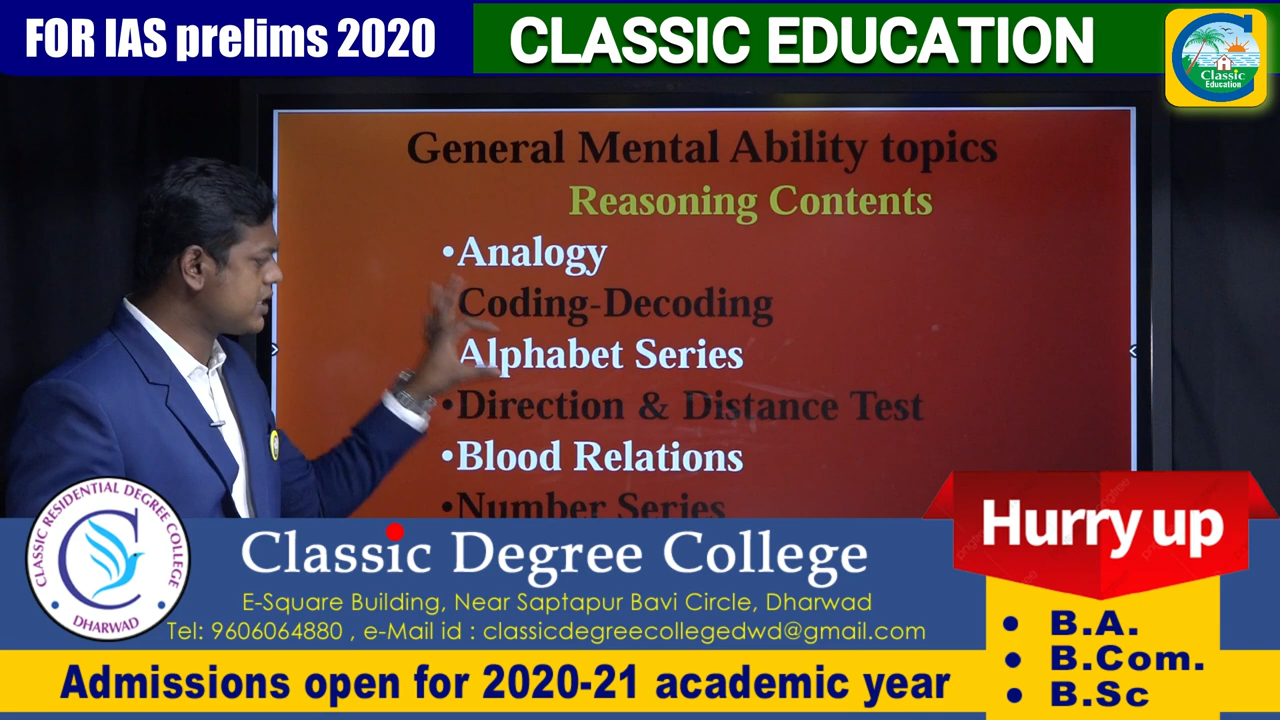 FOR IAS prelims 2020
CLASSIC EDUCATION
Classic
Education
General Mental Ability topics
Reasoning Contents
•Analogy
Coding-Decoding
Alphabet Series
•Direction & Distance Test
•Blood Relations
•Number Series
CLASSIC RESIDENTIAL DEGREE COLLEGE
• DHARWAD •
Classic Degree College
E-Square Building, Near Saptapur Bavi Circle, Dharwad
Tel: 9606064880 , e-Mail id : classicdegreecollegedwd@gmail.com
Admissions open for 2020-21 academic year
Hurry up
• B.A.
• B.Com.
• B.Sc